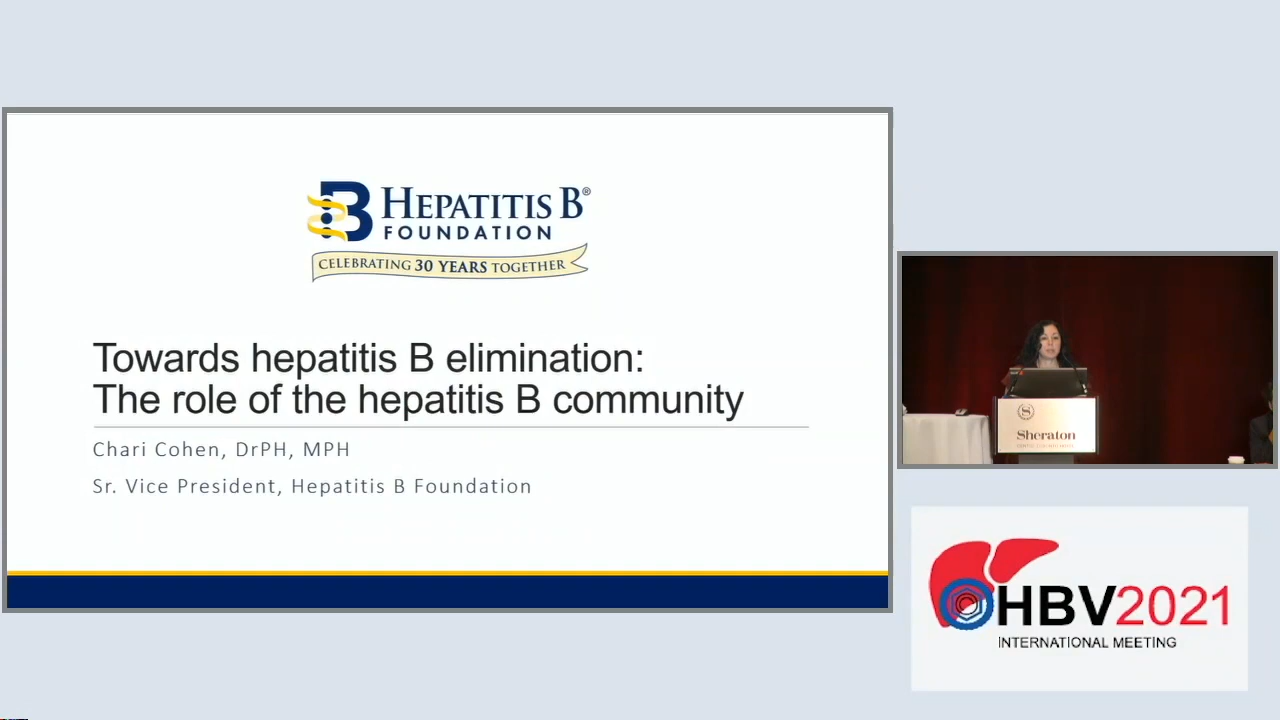 HEPATITIS B®
FOUNDATION
CELEBRATING 30 YEARS TOGETHER
Towards hepatitis B elimination:
The role of the hepatitis B community
Chari Cohen, DrPH, MPH
Sr. Vice President, Hepatitis B Foundation
Sheraton
HBV2021
INTERNATIONAL MEETING